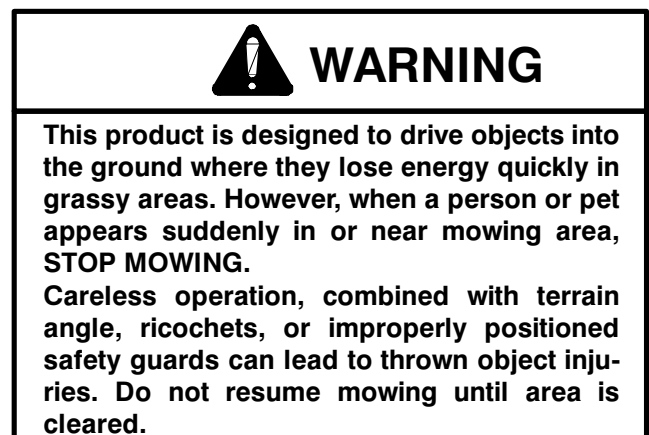 WARNING
This product is designed to drive objects into
the ground where they lose energy quickly in
grassy areas. However, when a person or pet
appears suddenly in or near mowing area,
STOP MOWING.
Careless operation, combined with terrain
angle, ricochets, or improperly positioned
safety guards can lead to thrown object inju-
ries. Do not resume mowing until area is
cleared.